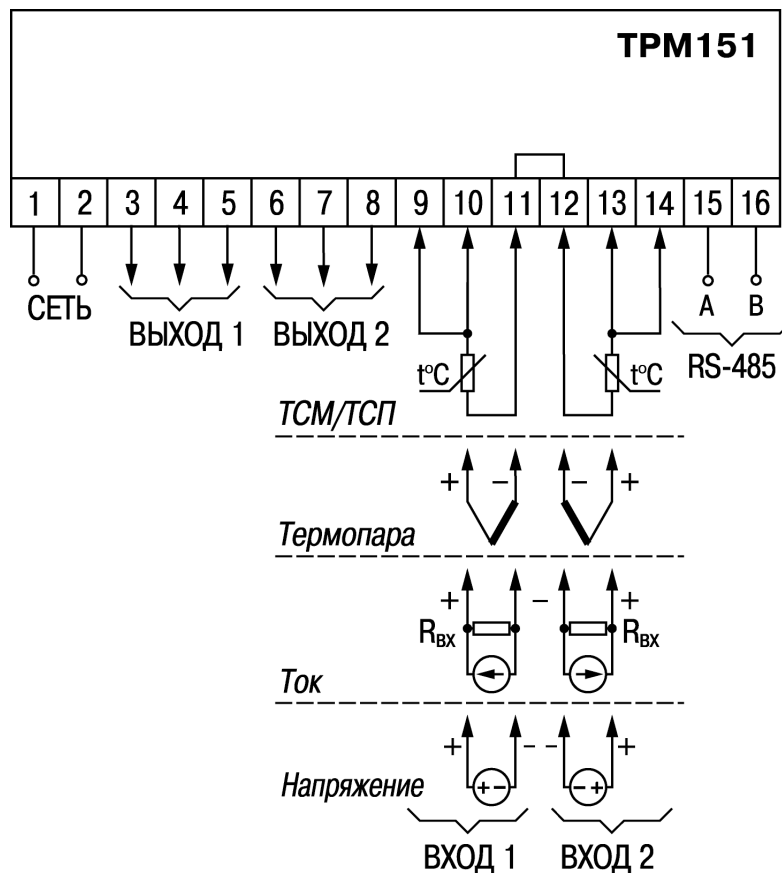 ТРМ151
1 2 3 4 5 6 7 8 9 10 11 12 13 14 15 16
СЕТЬ
ВЫХОД 1
ВЫХОД 2
A B
RS-485
t°C t°C
ТСМ/ТСП
+ – – +
Термопара
+ – +
Rвх Rвх
Ток
+ – – +
+ – – +
Напряжение
ВХОД 1 ВХОД 2